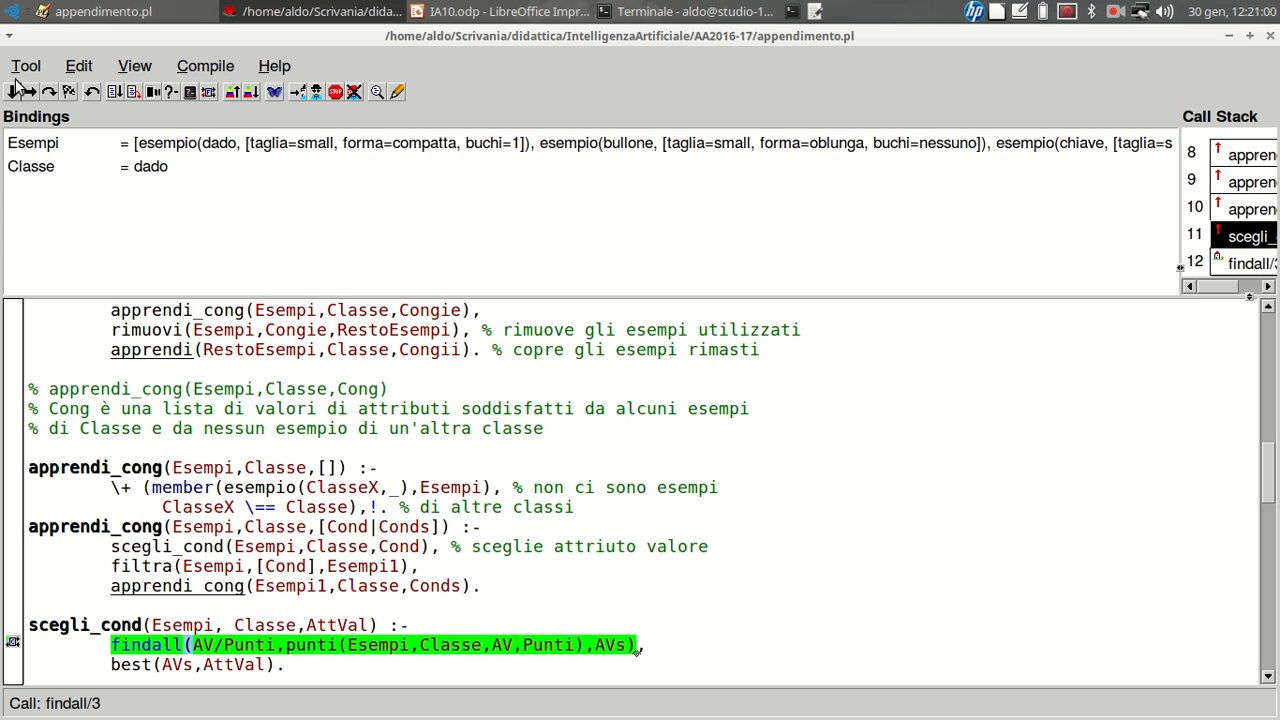 appendimento.pl
/home/aldo/Scrivania/dida...
IA10.odp - LibreOffice Impr...
Terminale - aldo@studio-1...
30 gen, 12:21:00
/home/aldo/Scrivania/didattica/IntelligenzaArtificiale/AA2016-17/appendimento.pl
Tool Edit View Compile Help
Bindings
Call Stack
Esempi = [esempio(dado, [taglia=small, forma=compatta, buchi=1]), esempio(bullone, [taglia=small, forma=oblunga, buchi=nessuno]), esempio(chiave, [taglia=s
Classe = dado
8 appren
9 appren
10 appren
11 scegli_
12 findall/3
apprendi_cong(Esempi,Classe,Congie),
rimuovi(Esempi,Congie,RestoEsempi), % rimuove gli esempi utilizzati
apprendi(RestoEsempi,Classe,Congii). % copre gli esempi rimasti
% apprendi_cong(Esempi,Classe,Cong)
% Cong è una lista di valori di attributi soddisfatti da alcuni esempi
% di Classe e da nessun esempio di un'altra classe
apprendi_cong(Esempi,Classe,[]) :-
\+ (member(esempio(ClasseX,_),Esempi), % non ci sono esempi
ClasseX \== Classe),!. % di altre classi
apprendi_cong(Esempi,Classe,[Cond|Conds]) :-
scegli_cond(Esempi,Classe,Cond), % sceglie attriuto valore
filtra(Esempi,[Cond],Esempi1),
apprendi_cong(Esempi1,Classe,Conds).
scegli_cond(Esempi, Classe,AttVal) :-
findall(AV/Punti,punti(Esempi,Classe,AV,Punti),AVs),
best(AVs,AttVal).
Call: findall/3